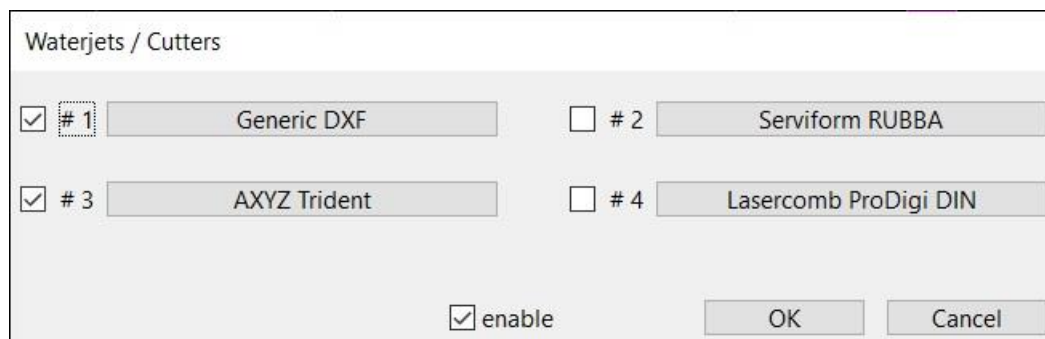 Waterjets / Cutters
# 1 Generic DXF # 2 Serviform RUBBA
# 3 AXYZ Trident # 4 Lasercomb ProDigi DIN
enable OK Cancel